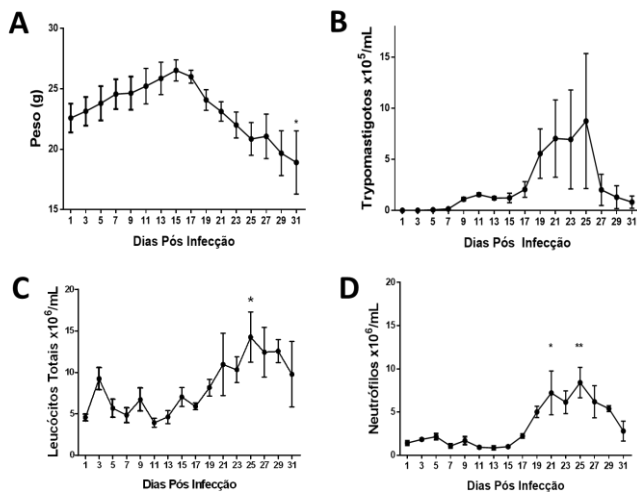 A
Peso (g)
30
25
20
15
1 3 5 7 9 11 13 15 17 19 21 23 25 27 29 31
*
Dias Pós Infecção
B
Trypomastigotos x10⁵/mL
20
15
10
5
0
1 3 5 7 9 11 13 15 17 19 21 23 25 27 29 31
Dias Pós Infecção
C
Leucócitos Totais x10⁶/mL
20
15
10
5
0
*
1 3 5 7 9 11 13 15 17 19 21 23 25 27 29 31
Dias Pós Infecção
D
Neutrófilos x10⁶/mL
20
15
10
5
0
* **
1 3 5 7 9 11 13 15 17 19 21 23 25 27 29 31
Dias Pós Infecção